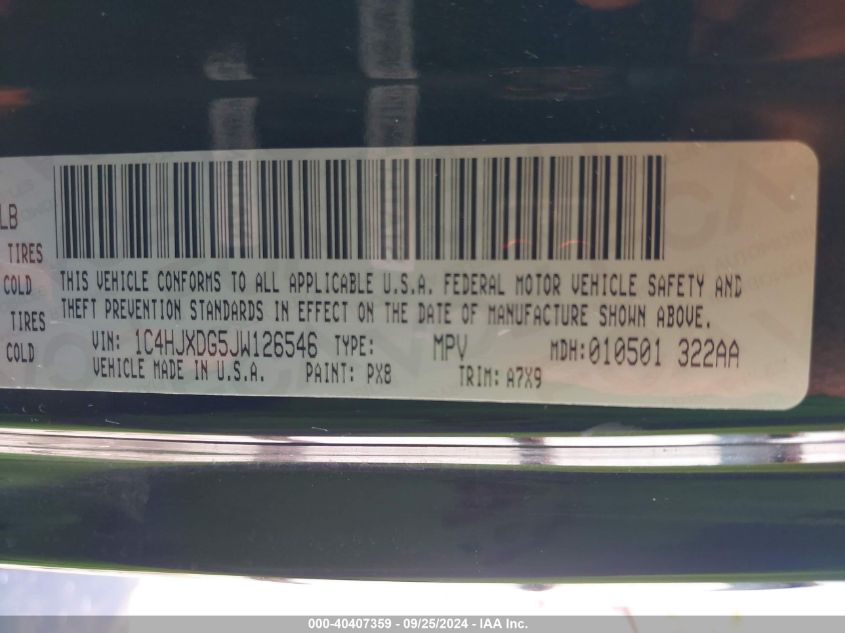 LB
TIRES
COLD
TIRES
COLD
THIS VEHICLE CONFORMS TO ALL APPLICABLE U.S.A. FEDERAL MOTOR VEHICLE SAFETY AND
THEFT PREVENTION STANDARDS IN EFFECT ON THE DATE OF MANUFACTURE SHOWN ABOVE.
VIN: 1C4HJXDG5JW126546 TYPE: MPV MDH:010501 322AA
VEHICLE MADE IN U.S.A. PAINT: PX8 TRIM: A7X9
000-40407359 - 09/25/2024 - IAA Inc.